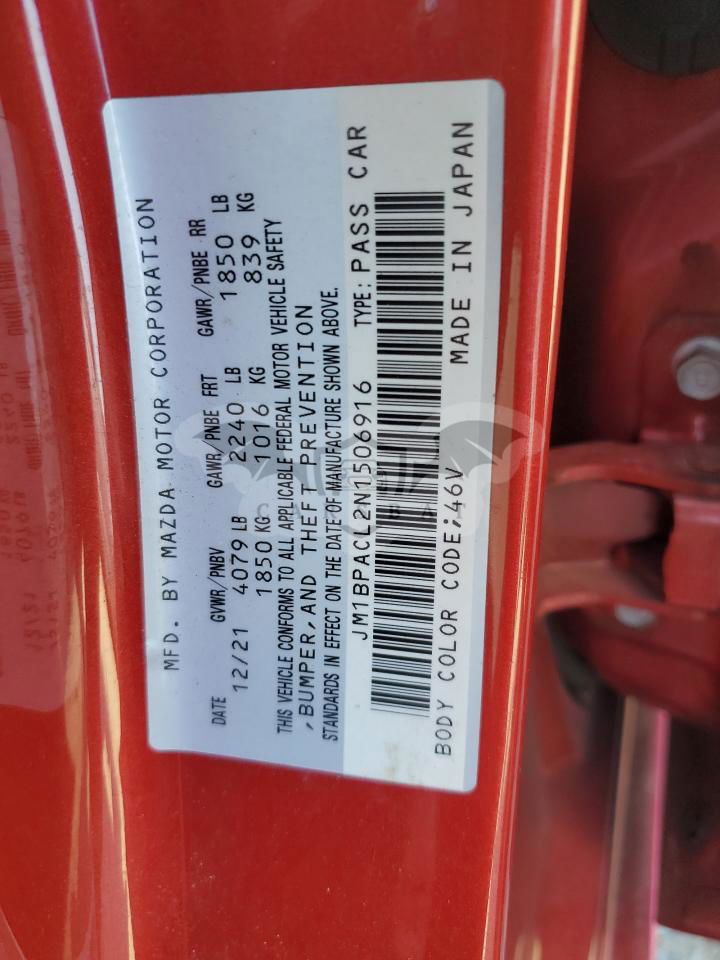 MFD. BY MAZDA MOTOR CORPORATION
DATE GVWR/PNBV GAWR/PNBE FRT GAWR/PNBE RR
12/21 4079 LB 2240 LB 1850 LB
1850 KG 1016 KG 839 KG
THIS VEHICLE CONFORMS TO ALL APPLICABLE FEDERAL MOTOR VEHICLE SAFETY
,BUMPER,AND THEFT PREVENTION
STANDARDS IN EFFECT ON THE DATE OF MANUFACTURE SHOWN ABOVE.
JM1BPACL2N1506916 TYPE:PASS CAR
BODY COLOR CODE;46V MADE IN JAPAN